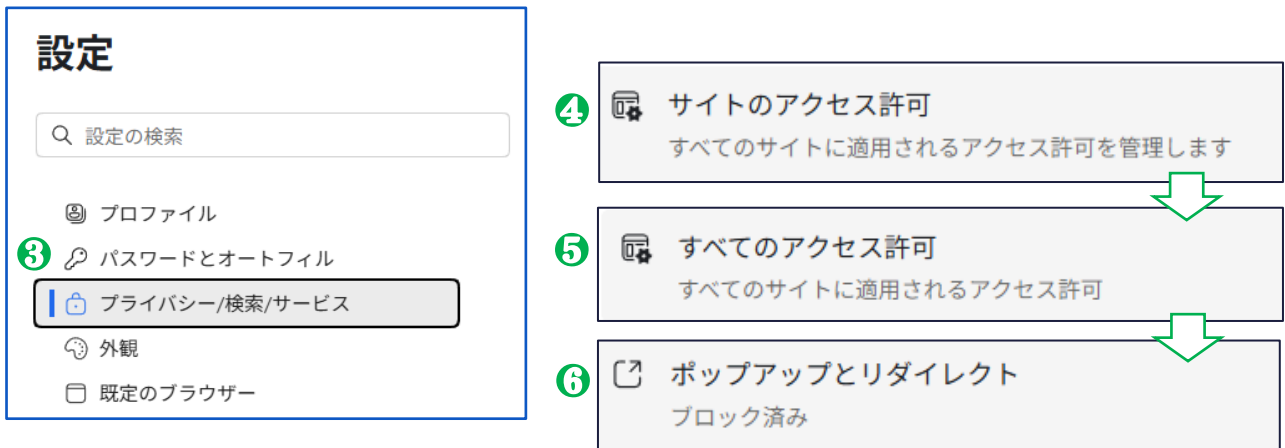 設定
設定の検索
プロファイル
❸
パスワードとオートフィル
プライバシー/検索/サービス
外観
既定のブラウザー
❹
サイトのアクセス許可
すべてのサイトに適用されるアクセス許可を管理します
❺
すべてのアクセス許可
すべてのサイトに適用されるアクセス許可
❻
ポップアップとリダイレクト
ブロック済み